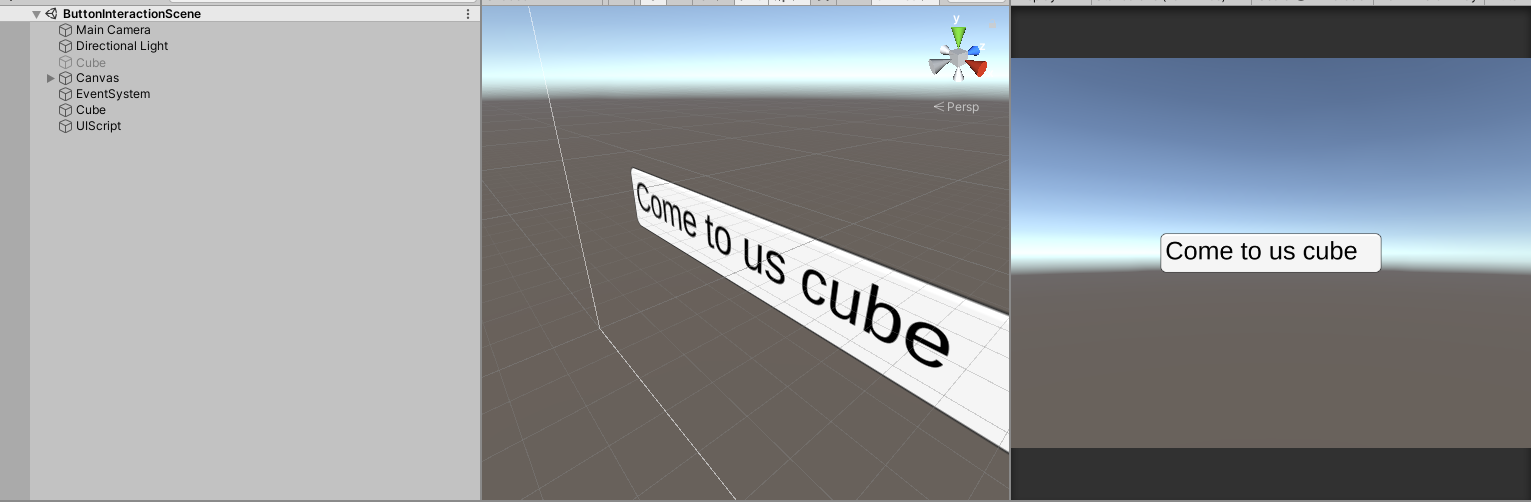 ButtonInteractionScene
Main Camera
Directional Light
Cube
Canvas
EventSystem
Cube
UIScript
y
z
Persp
Come to us cube
Come to us cube